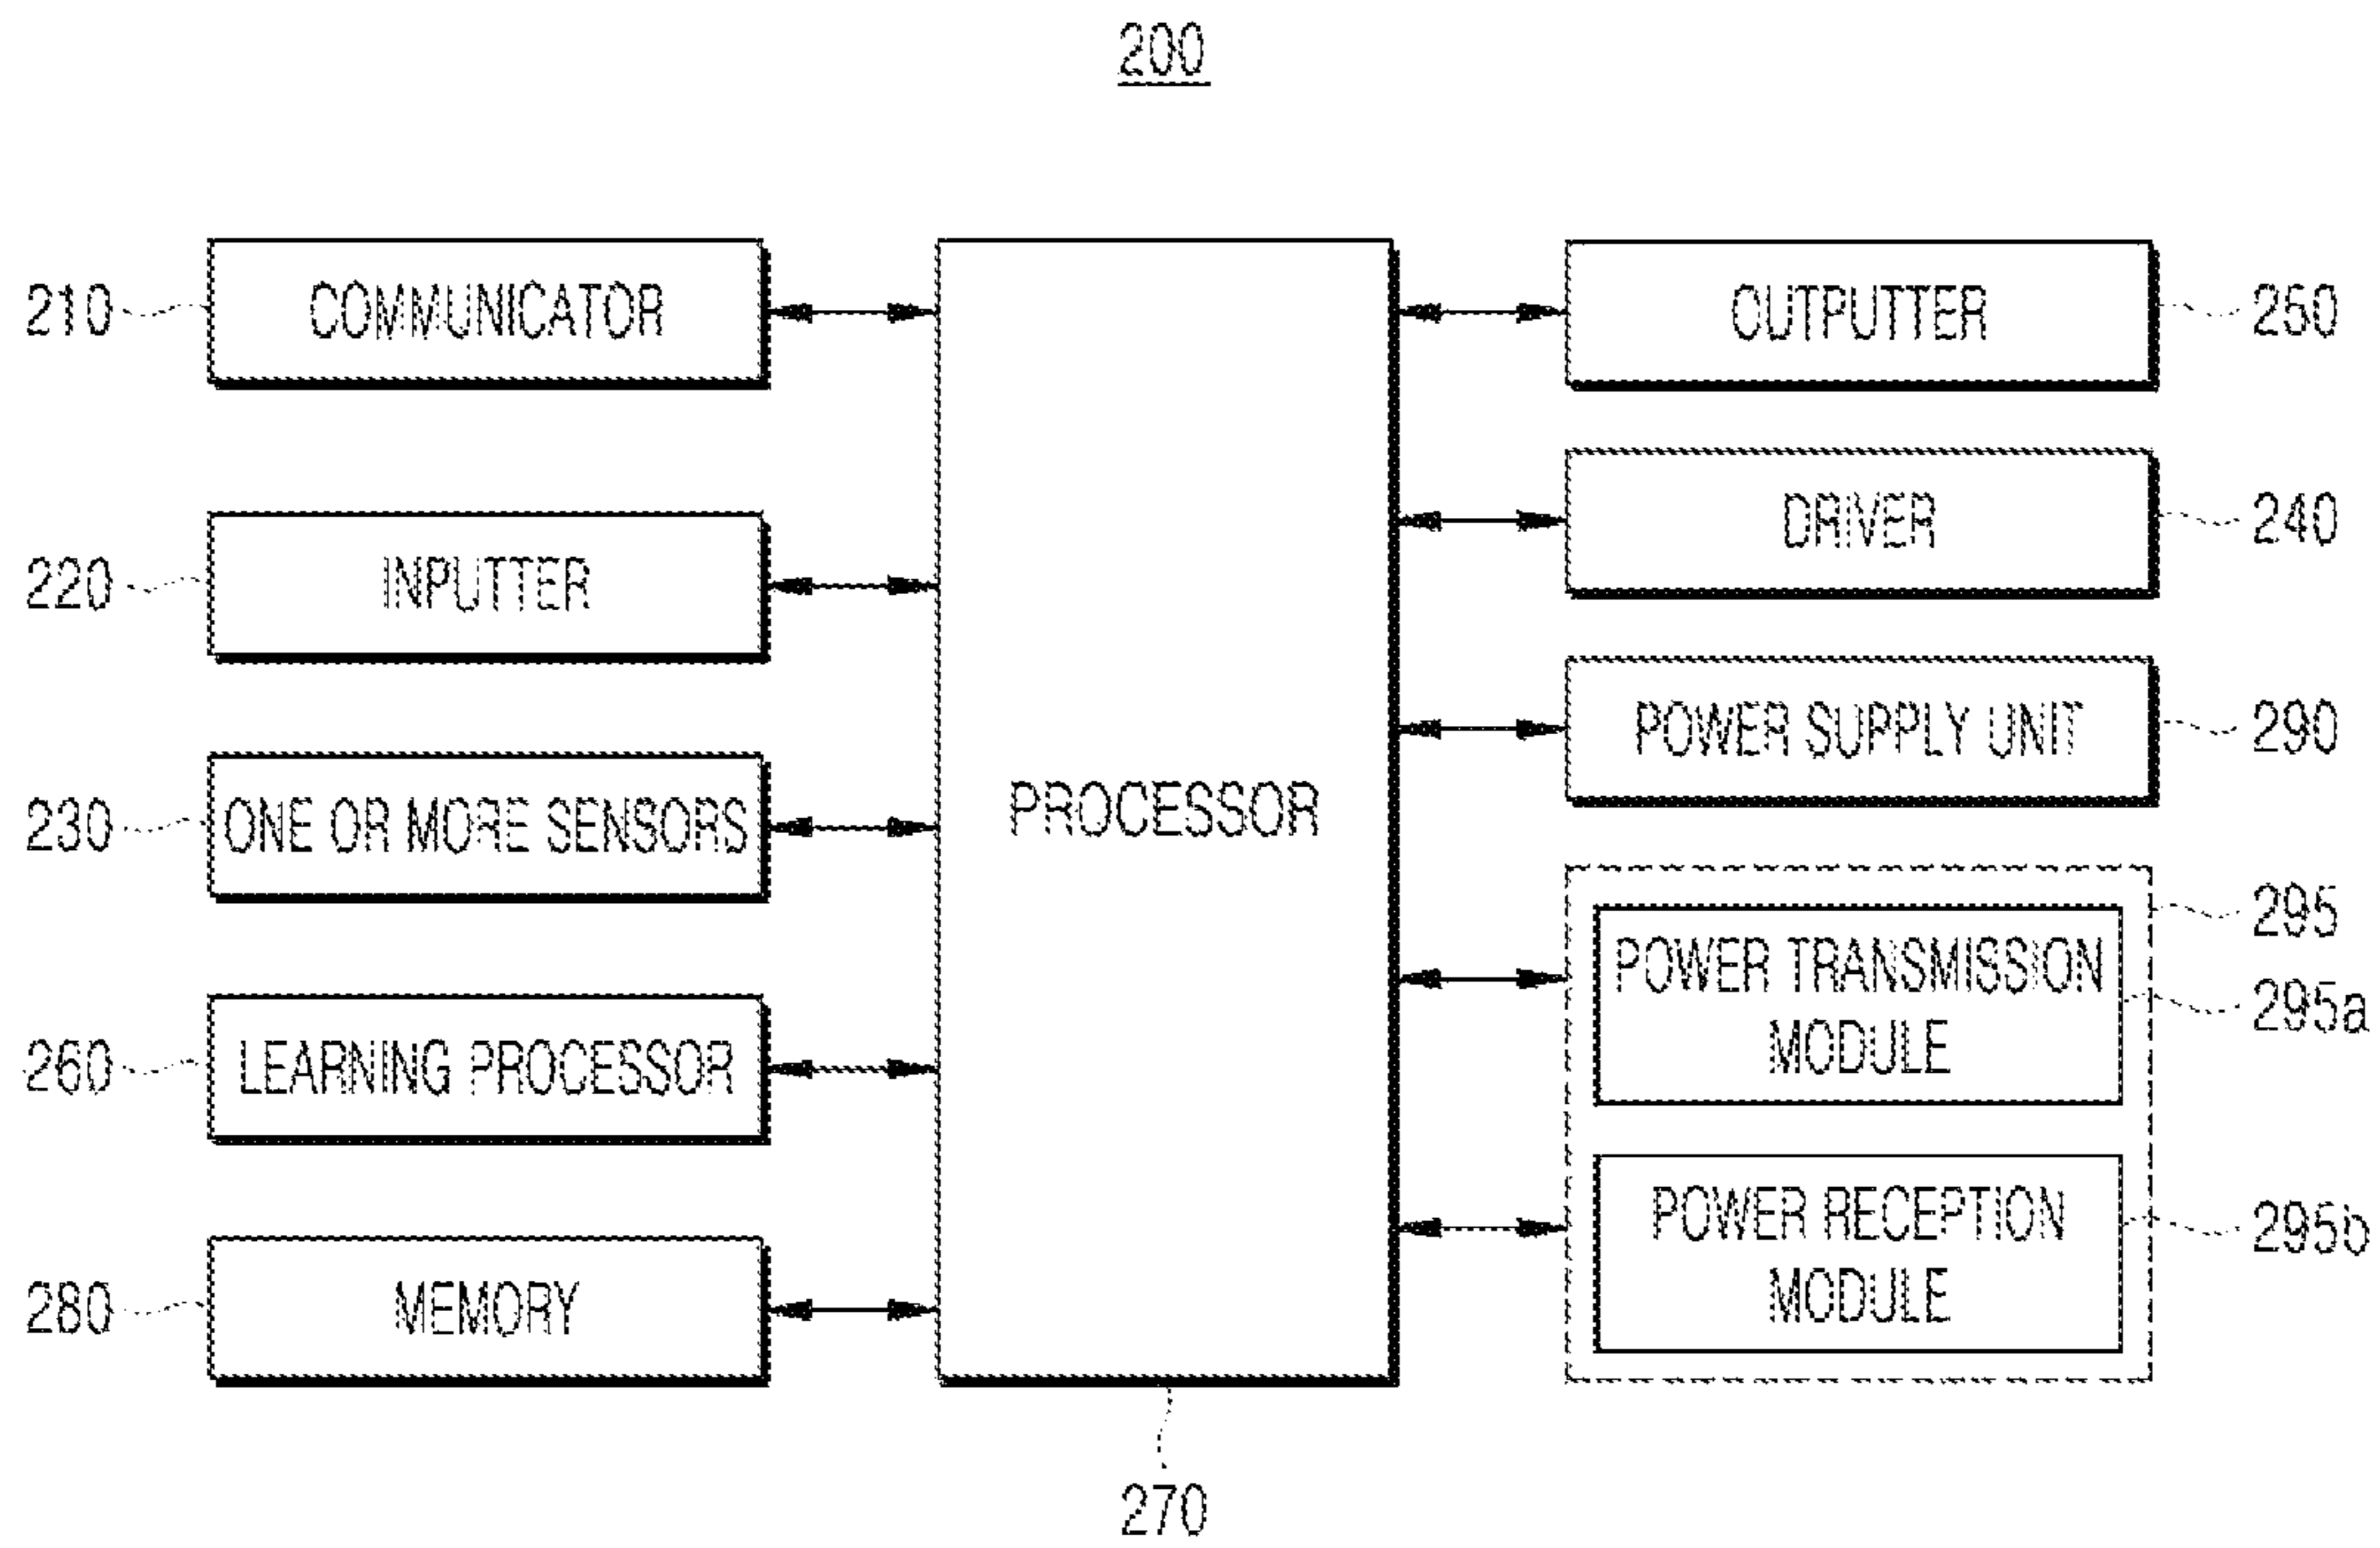 200
210
COMMUNICATOR
OUTPUTTER
250
220
INPUTTER
DRIVER
240
230
ONE OR MORE SENSORS
PROCESSOR
POWER SUPPLY UNIT
290
260
LEARNING PROCESSOR
295
POWER TRANSMISSION
MODULE
295a
280
MEMORY
POWER RECEPTION
MODULE
295b
270